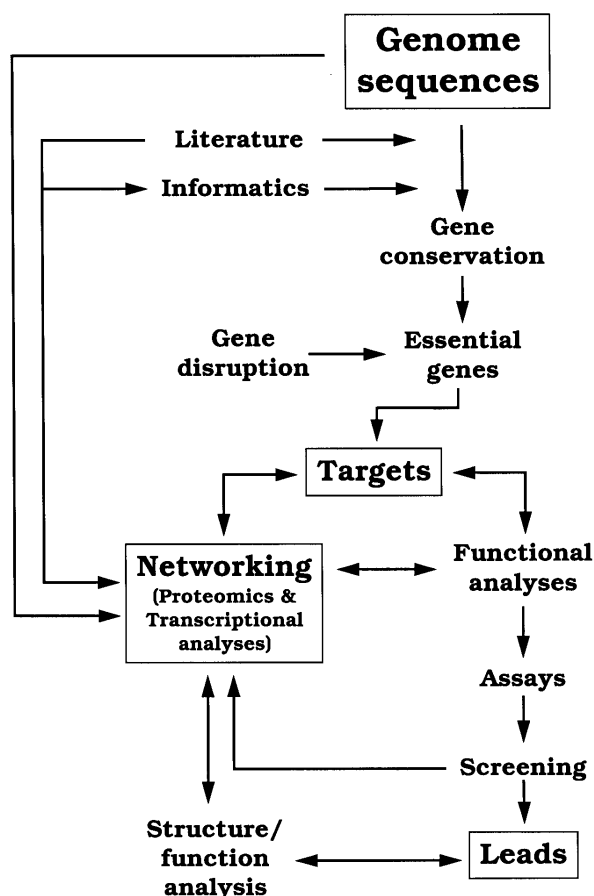 Genome
sequences
Literature
Informatics
Gene
conservation
Gene
disruption
Essential
genes
Targets
Networking
(Proteomics &
Transcriptional
analyses)
Functional
analyses
Assays
Screening
Structure/
function
analysis
Leads